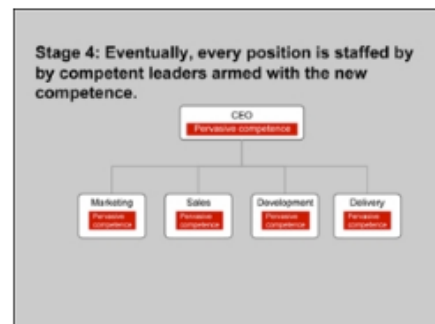 Stage 4: Eventually, every position is staffed by
by competent leaders armed with the new
competence.
CEO
Pervasive competence
Marketing
Pervasive
competence
Sales
Pervasive
competence
Development
Pervasive
competence
Delivery
Pervasive
competence